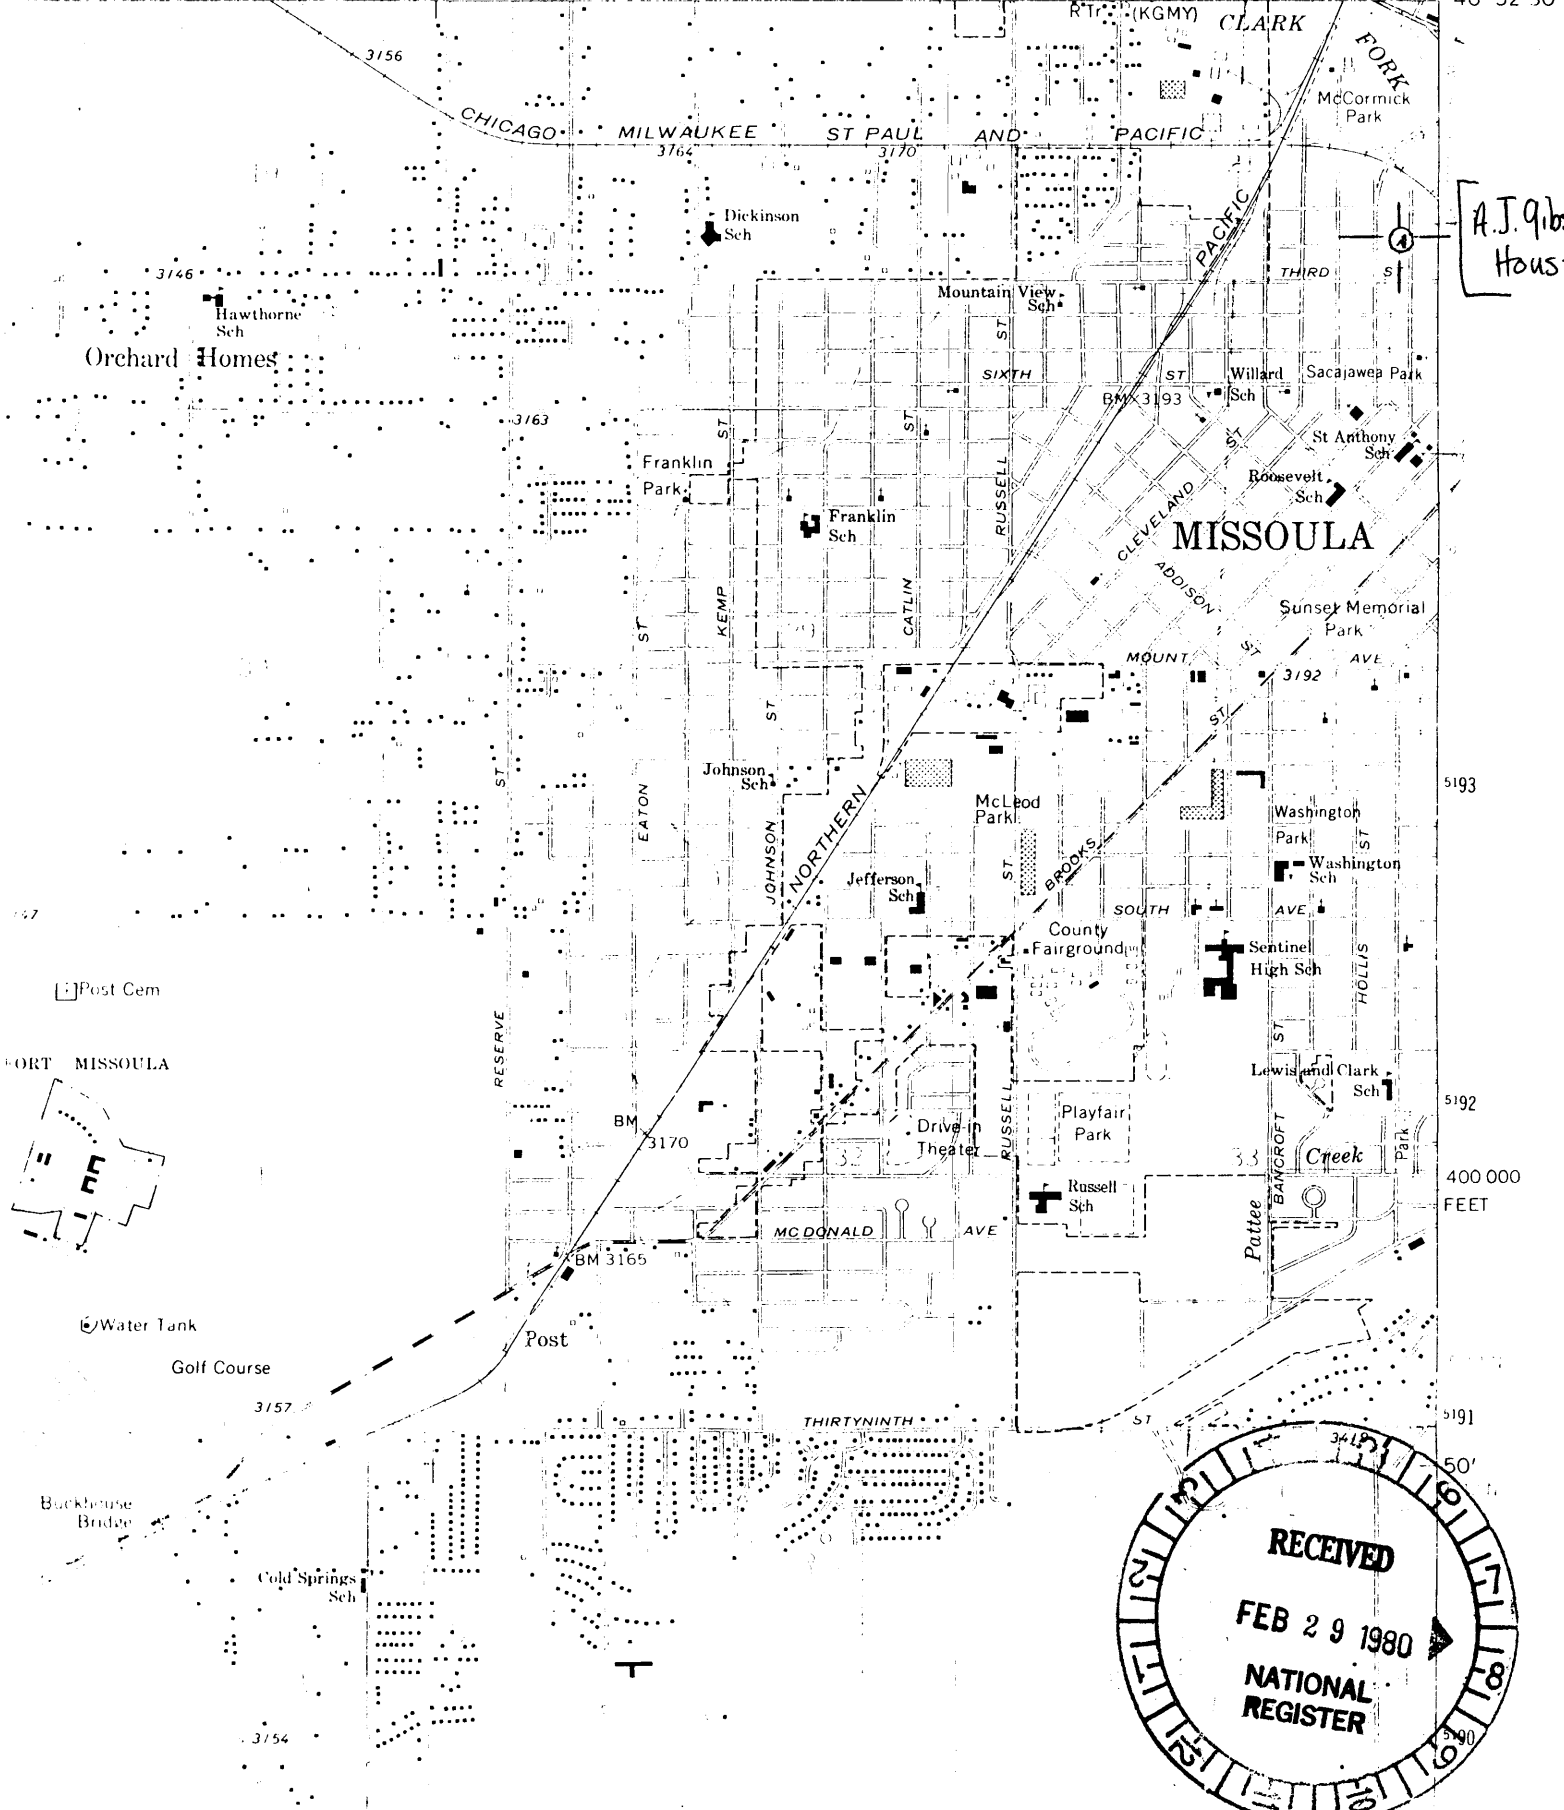 R Tr (KGMY)
CLARK
FORK
3156
McCormick
Park
CHICAGO MILWAUKEE ST PAUL AND PACIFIC
3164
3170
A.J. Gibs
Hous
Dickinson
Sch
PACIFIC
THIRD ST
3146
Hawthorne
Sch
Mountain View
Sch
Orchard Homes
ST
SIXTH ST
Willard
Sch
Sacajawea Park
BM 3193
3163
ST
ST
ST
St Anthony
Sch
Franklin
Park
Roosevelt
Sch
RUSSELL
CLEVELAND
Franklin
Sch
MISSOULA
ADDISON
KEMP
CATLIN
Sunset Memorial
Park
ST
ST
MOUNT AVE
3192
ST
ST
Johnson
Sch
ST
5193
EATON
McLeod
Park
Washington
Park
ST
JOHNSON
NORTHERN
BROOKS
ST
Washington
Sch
Jefferson
Sch
SOUTH AVE
County
Fairground
Sentinel
High Sch
HOLLIS
Post Cem
RESERVE
ST
MISSOULA
Lewis and Clark
Sch
RUSSELL
5192
BM
3170
Drive-in
Theater
Playfair
Park
32
33
BANCROFT
Pattee Creek
Park
400 000
FEET
Russell
Sch
MCDONALD AVE
BM 3165
Water Tank
Post
Golf Course
3157
THIRTYNINTH ST
5191
50'
Buckhouse
Bridge
Cold Springs
Sch
RECEIVED
FEB 29 1980
NATIONAL
REGISTER
3154
5190